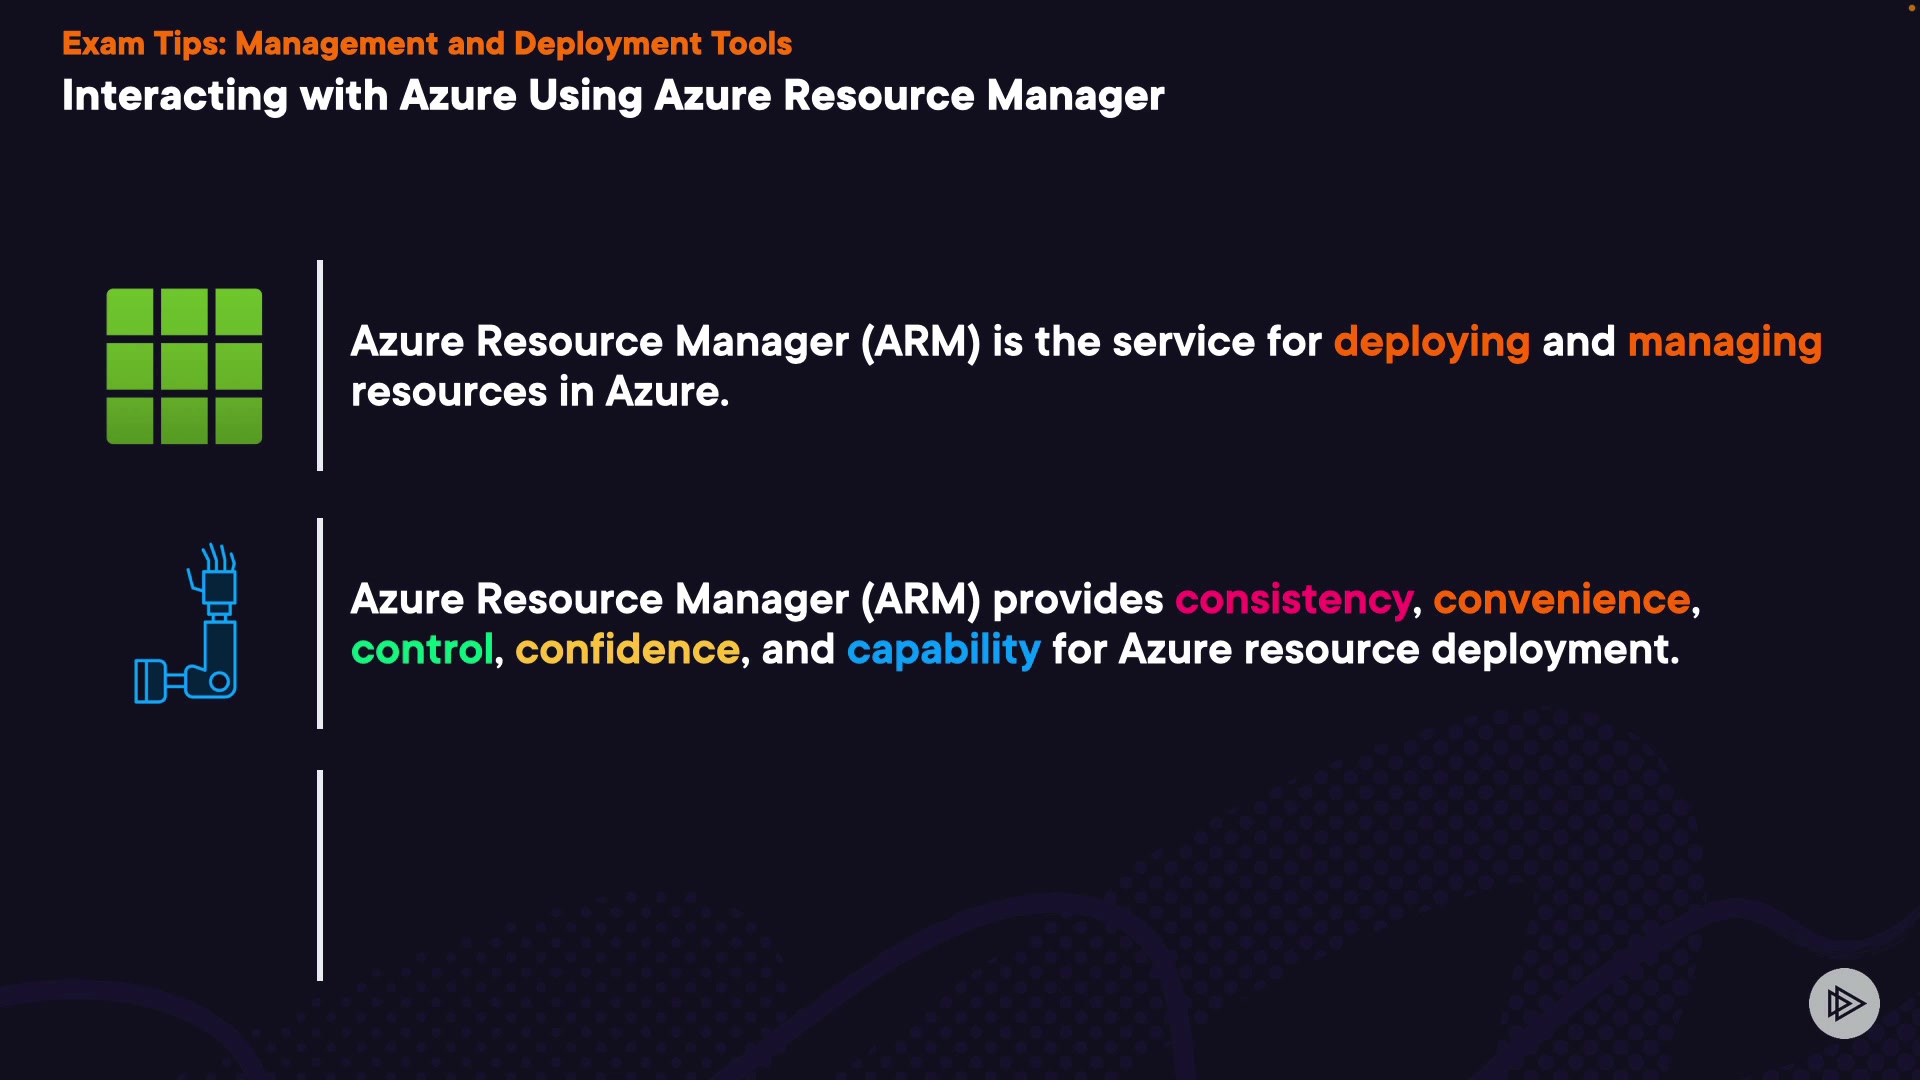 Exam Tips: Management and Deployment Tools
Interacting with Azure Using Azure Resource Manager
Azure Resource Manager (ARM) is the service for deploying and managing
resources in Azure.
Azure Resource Manager (ARM) provides consistency, convenience,
control, confidence, and capability for Azure resource deployment.